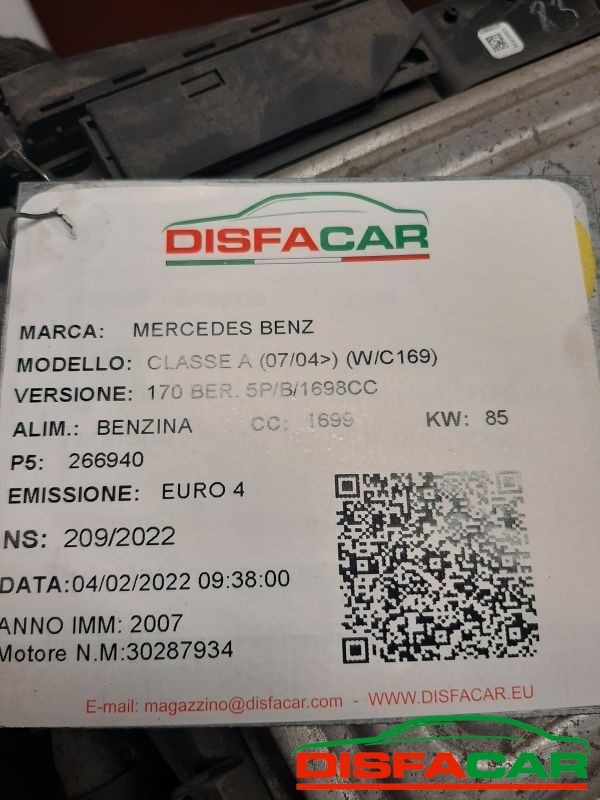 83
DISFACAR
MARCA: MERCEDES BENZ
MODELLO: CLASSE A (07/04>) (W/C169)
VERSIONE: 170 BER. 5P/B/1698CC
ALIM.: BENZINA CC: 1699 KW: 85
P5: 266940
EMISSIONE: EURO 4
NS: 209/2022
DATA:04/02/2022 09:38:00
ANNO IMM: 2007
Motore N.M:30287934
E-mail: magazzino@disfacar.com - WWW.DISFACAR.EU
DISFACAR